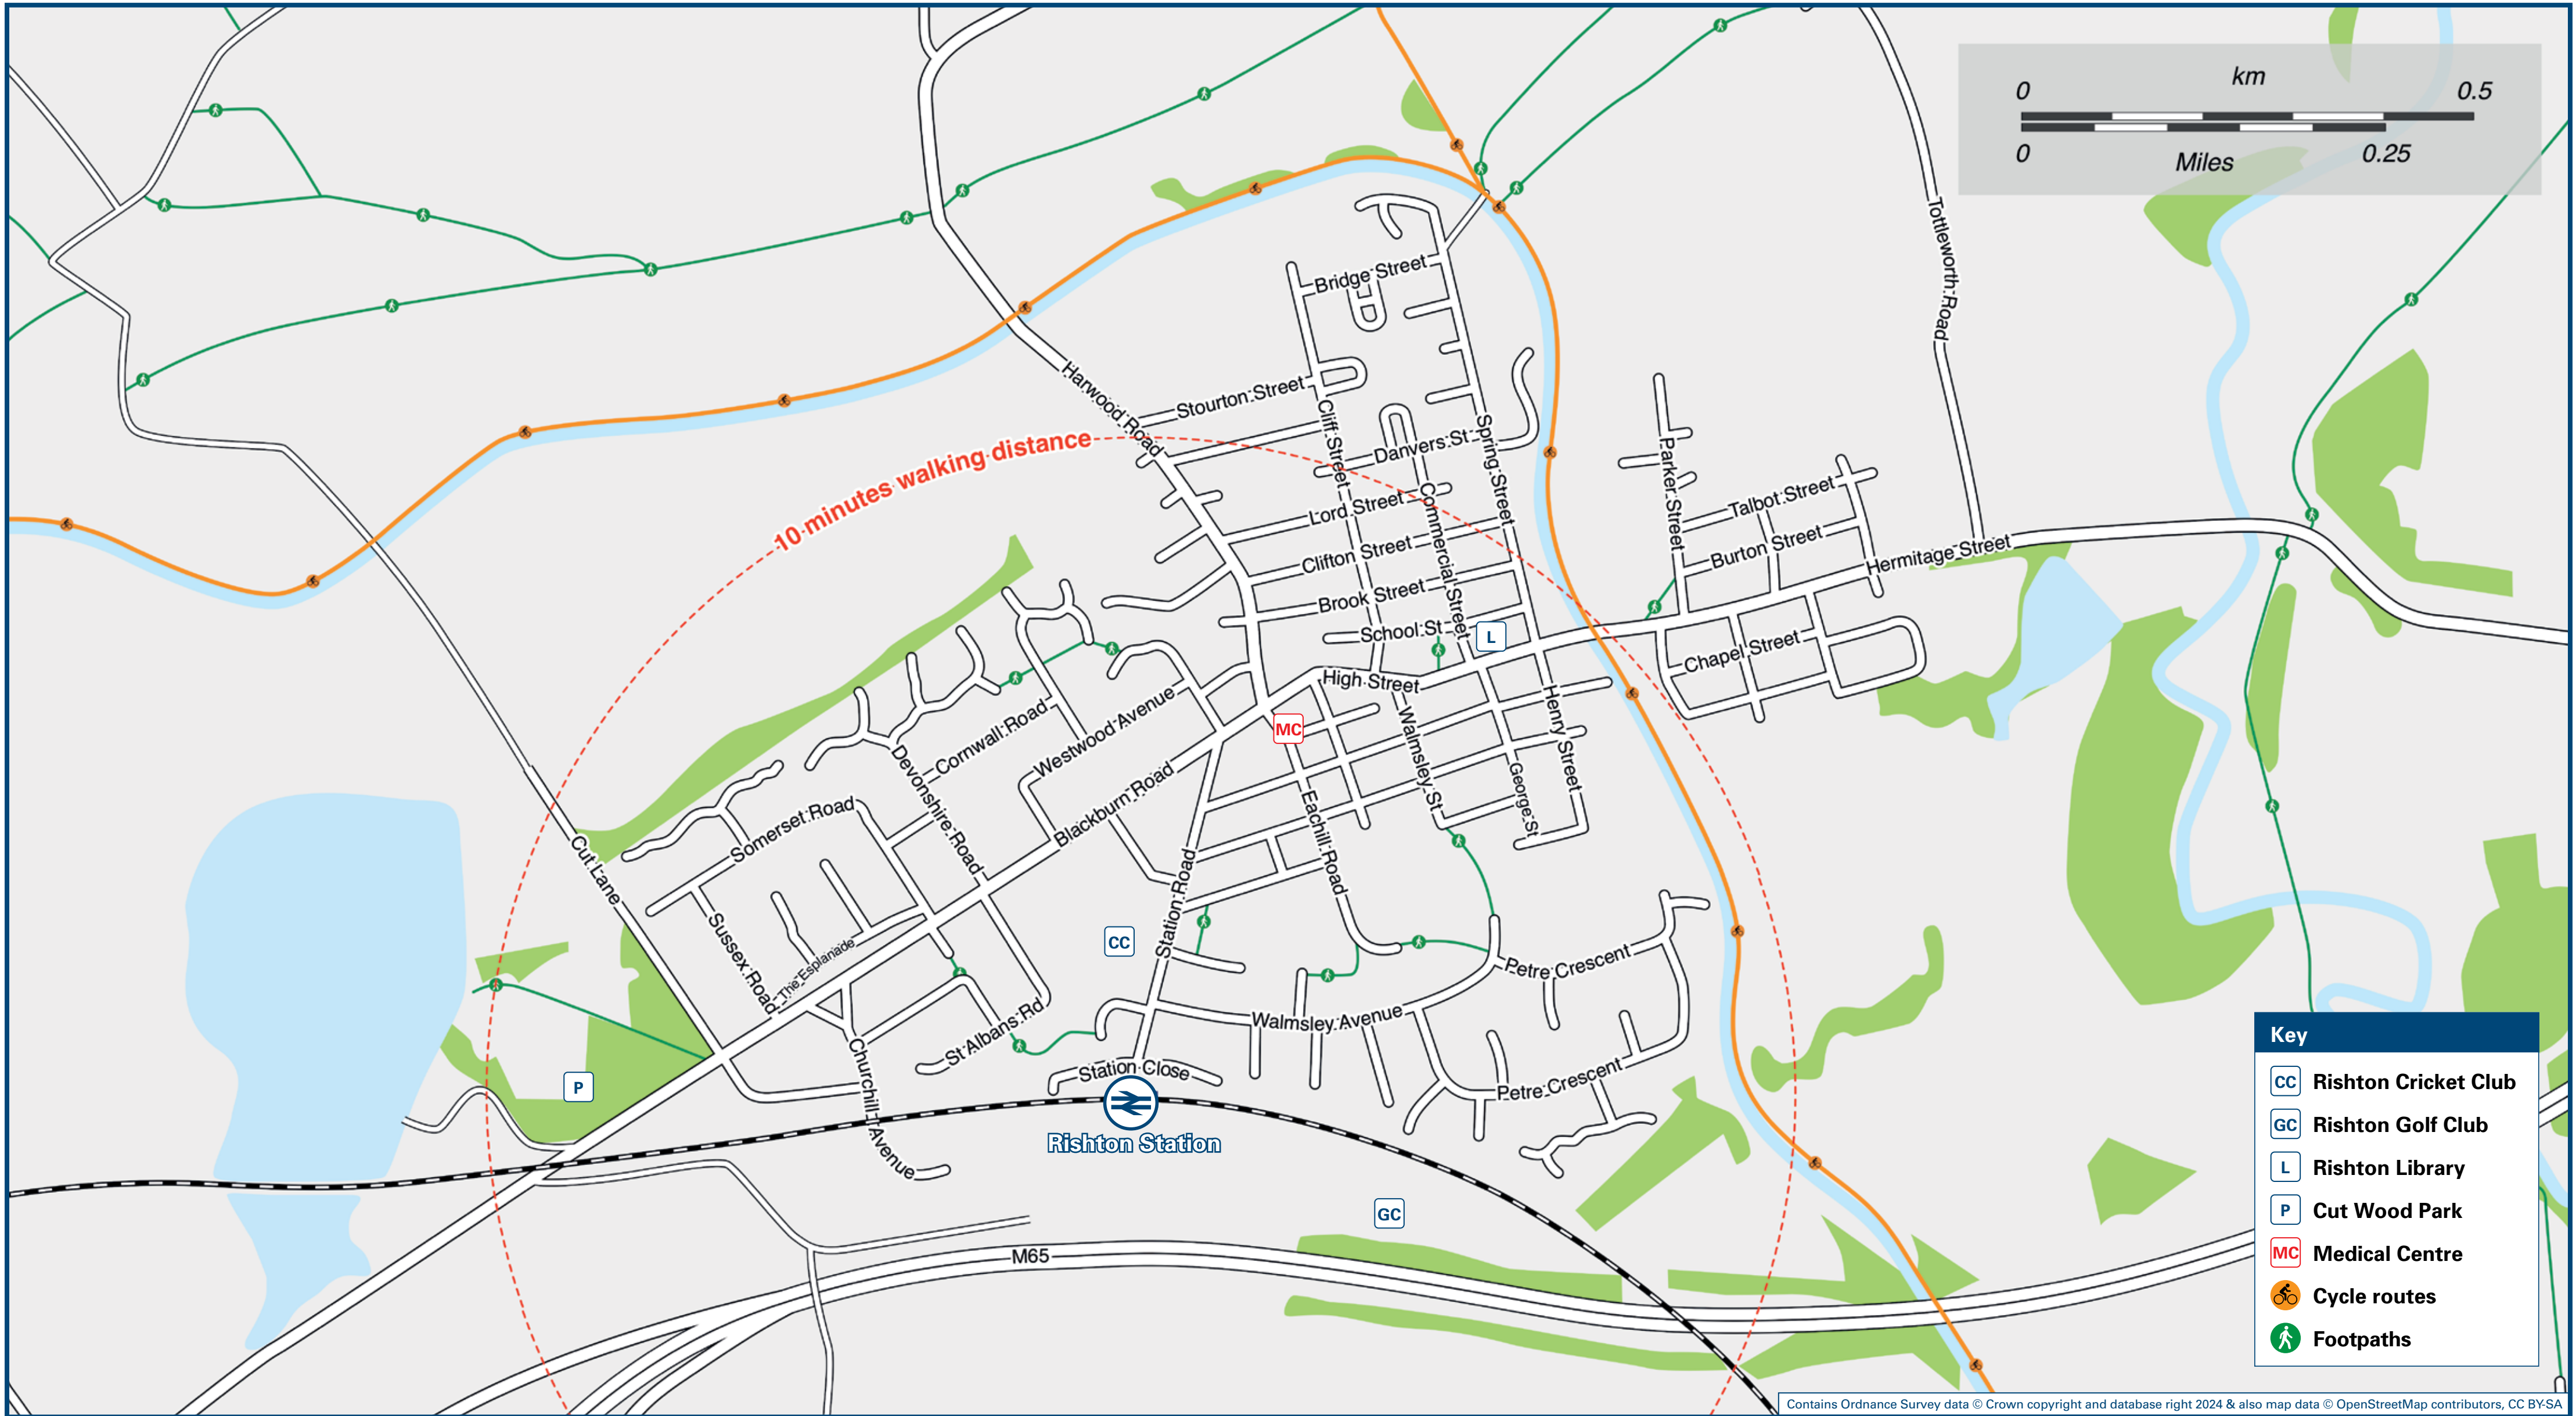 km
0 0.5
0 Miles 0.25
Tottleworth Road
Bridge Street
Harwood Road
Stourton Street
Cliff Street
Spring Street
Danvers St
10 minutes walking distance
Parker Street
Talbot Street
Lord Street
Commercial Street
Burton Street
Hermitage Street
Clifton Street
Brook Street
School St
L
Chapel Street
High Street
Henry Street
Westwood Avenue
Cornwall Road
MC
Walmsley St
Devonshire Road
George St
Blackburn Road
Eachill Road
Somerset Road
Cut Lane
Station Road
Sussex Road
The Esplanade
CC
Petre Crescent
St Albans Rd
Walmsley Avenue
Churchill Avenue
Station Close
P
Petre Crescent
Rishton Station
GC
M65
Key
CC Rishton Cricket Club
GC Rishton Golf Club
L Rishton Library
P Cut Wood Park
MC Medical Centre
Cycle routes
Footpaths
Contains Ordnance Survey data © Crown copyright and database right 2024 & also map data © OpenStreetMap contributors, CC BY-SA